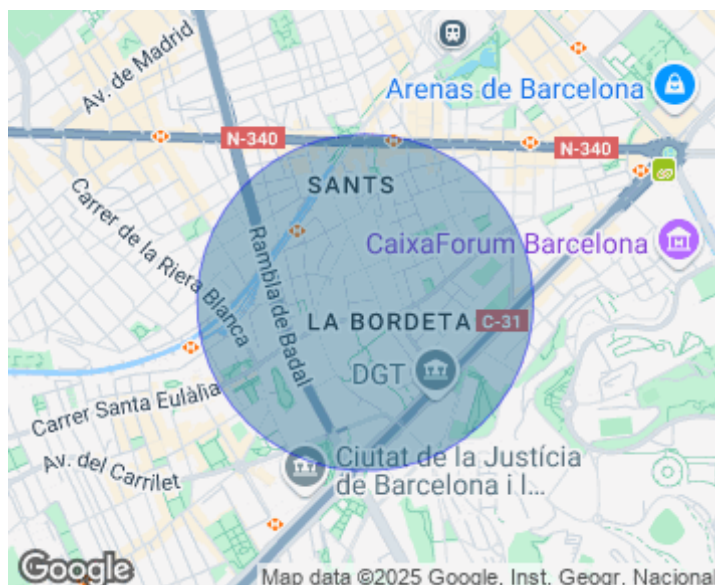 Av. de Madrid
Arenas de Barcelona
N-340
N-340
SANTS
Carrer de la Riera Blanca
Rambla de Badal
CaixaForum Barcelona
LA BORDETA
C-31
DGT
Carrer Santa Eulàlia
Av. del Carrilet
Ciutat de la Justícia
de Barcelona i l...
Google
Map data ©2025 Google, Inst. Geogr. Nacional